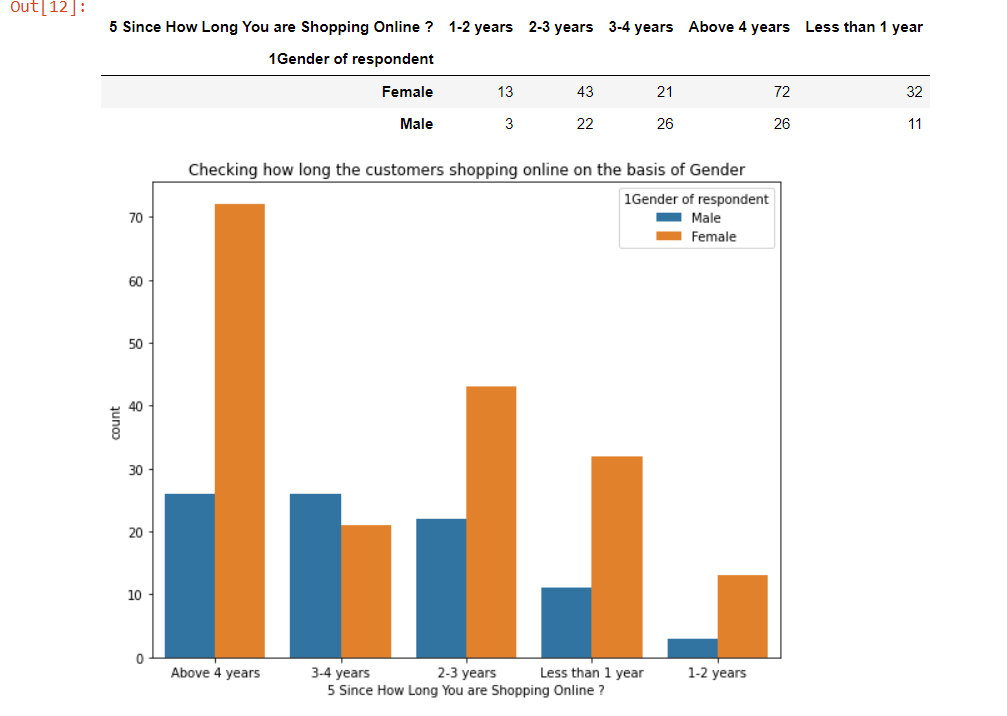 Out[12]:
5 Since How Long You are Shopping Online ? 1-2 years 2-3 years 3-4 years Above 4 years Less than 1 year
1Gender of respondent
Female 13 43 21 72 32
Male 3 22 26 26 11
Checking how long the customers shopping online on the basis of Gender
1Gender of respondent
Male
Female
70
60
50
40
30
20
10
0
count
Above 4 years 3-4 years 2-3 years Less than 1 year 1-2 years
5 Since How Long You are Shopping Online ?